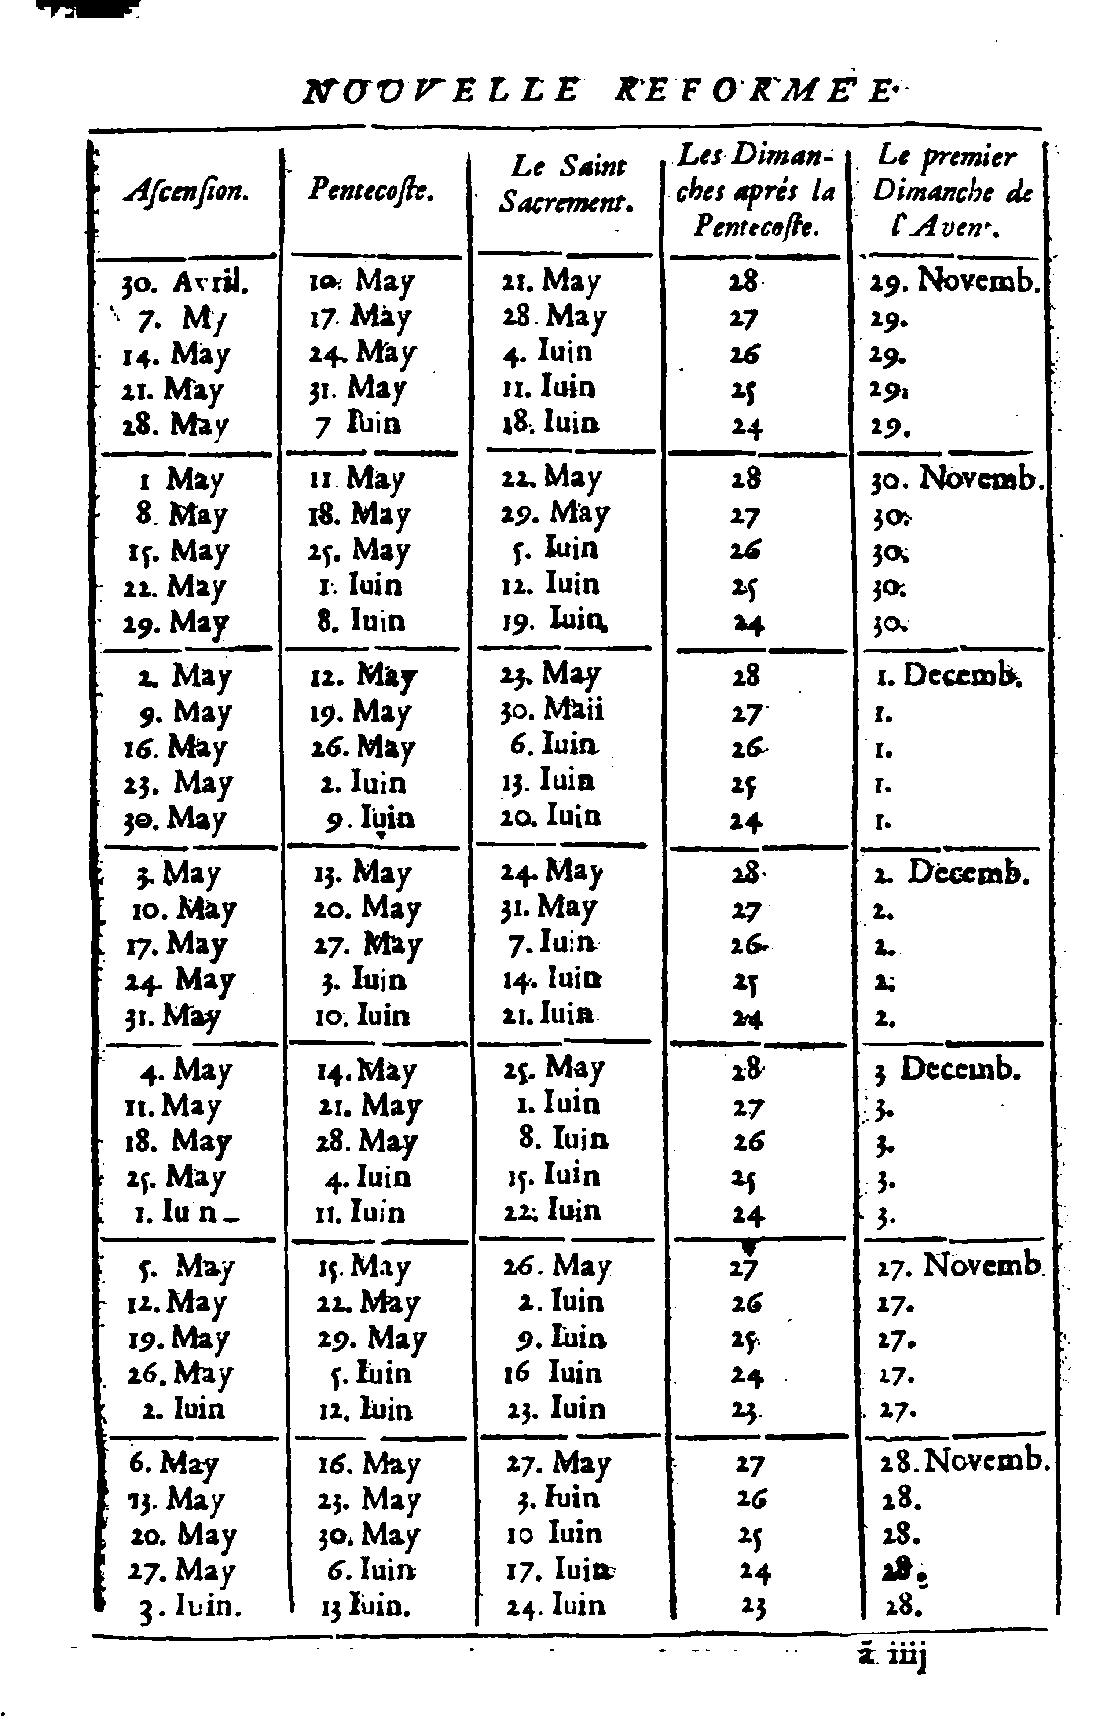 NOUVELLE REFORMEE.
Ascension. Pentecoste. Le Saint Sacrement. Les Diman-ches aprés la Pentecoste. Le premier Dimanche de l'Avent.
30. Avril. 10. May 21. May 28 29. Novemb.
7. My 17. May 28. May 27 29.
14. May 24. May 4. Iuin 26 29.
21. May 31. May 11. Iuin 25 29.
28. May 7 Iuin 18. Iuin 24 29.
1 May 11 May 22. May 28 30. Novemb.
8. May 18. May 29. May 27 30.
15. May 25. May 5. Iuin 26 30.
22. May 1. Iuin 12. Iuin 25 30.
29. May 8. Iuin 19. Iuin. 24 30.
2. May 12. May 23. May 28 1. Decemb.
9. May 19. May 30. Maii 27 1.
16. May 26. May 6. Iuin 26 1.
23. May 2. Iuin 13. Iuin 25 1.
30. May 9. Iuin 20. Iuin 24 1.
3. May 13. May 24. May 28 2. Decemb.
10. May 20. May 31. May 27 2.
17. May 27. May 7. Iuin 26 2.
24. May 3. Iuin 14. Iuin 25 2.
31. May 10. Iuin 21. Iuin 24 2.
4. May 14. May 25. May 28 3 Decemb.
11. May 21. May 1. Iuin 27 3.
18. May 28. May 8. Iuin 26 3.
25. May 4. Iuin 15. Iuin 25 3.
1. Iu n 11. Iuin 22. Iuin 24 3.
5. May 15. May 26. May 27 27. Novemb.
12. May 22. May 2. Iuin 26 27.
19. May 29. May 9. Iuin 25 27.
26. May 5. Iuin 16 Iuin 24 27.
2. Iuin 12. Iuin 23. Iuin 23 27.
6. May 16. May 27. May 27 28. Novemb.
13. May 23. May 3. Iuin 26 28.
20. May 30. May 10 Iuin 25 28.
27. May 6. Iuin 17. Iuin 24 28.
3. Iuin. 13 Iuin. 24. Iuin 23 28.
ã iiij